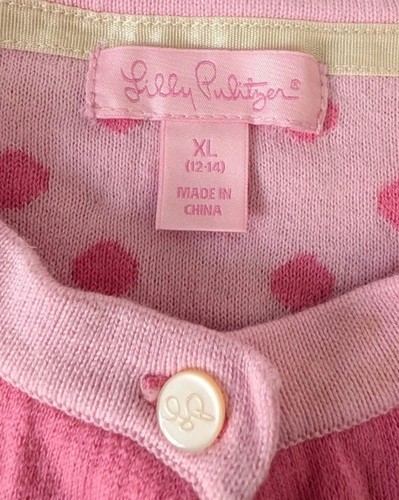 Lilly Pulitzer®
XL
(12-14)
MADE IN
CHINA